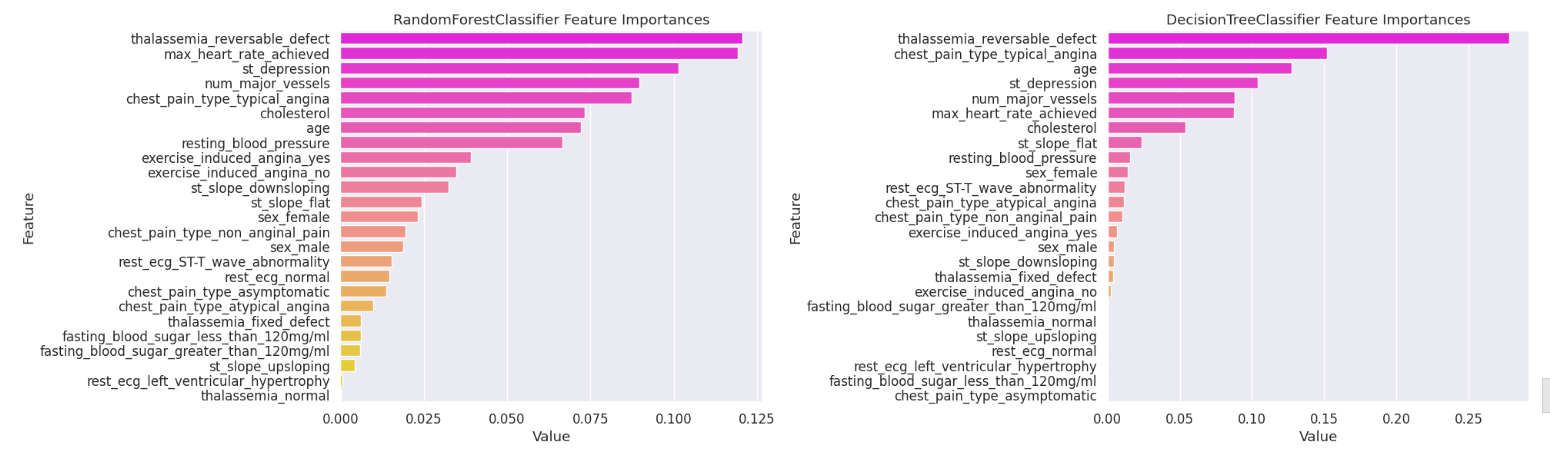 RandomForestClassifier Feature Importances
thalassemia_reversable_defect
max_heart_rate_achieved
st_depression
num_major_vessels
chest_pain_type_typical_angina
cholesterol
age
resting_blood_pressure
exercise_induced_angina_yes
exercise_induced_angina_no
st_slope_downsloping
st_slope_flat
sex_female
chest_pain_type_non_anginal_pain
sex_male
rest_ecg_ST-T_wave_abnormality
rest_ecg_normal
chest_pain_type_asymptomatic
chest_pain_type_atypical_angina
thalassemia_fixed_defect
fasting_blood_sugar_less_than_120mg/ml
fasting_blood_sugar_greater_than_120mg/ml
st_slope_upsloping
rest_ecg_left_ventricular_hypertrophy
thalassemia_normal
Feature
0.000 0.025 0.050 0.075 0.100 0.125
Value
DecisionTreeClassifier Feature Importances
thalassemia_reversable_defect
chest_pain_type_typical_angina
age
st_depression
num_major_vessels
max_heart_rate_achieved
cholesterol
st_slope_flat
resting_blood_pressure
sex_female
rest_ecg_ST-T_wave_abnormality
chest_pain_type_atypical_angina
chest_pain_type_non_anginal_pain
exercise_induced_angina_yes
sex_male
st_slope_downsloping
thalassemia_fixed_defect
exercise_induced_angina_no
fasting_blood_sugar_greater_than_120mg/ml
thalassemia_normal
st_slope_upsloping
rest_ecg_normal
rest_ecg_left_ventricular_hypertrophy
fasting_blood_sugar_less_than_120mg/ml
chest_pain_type_asymptomatic
Feature
0.00 0.05 0.10 0.15 0.20 0.25
Value